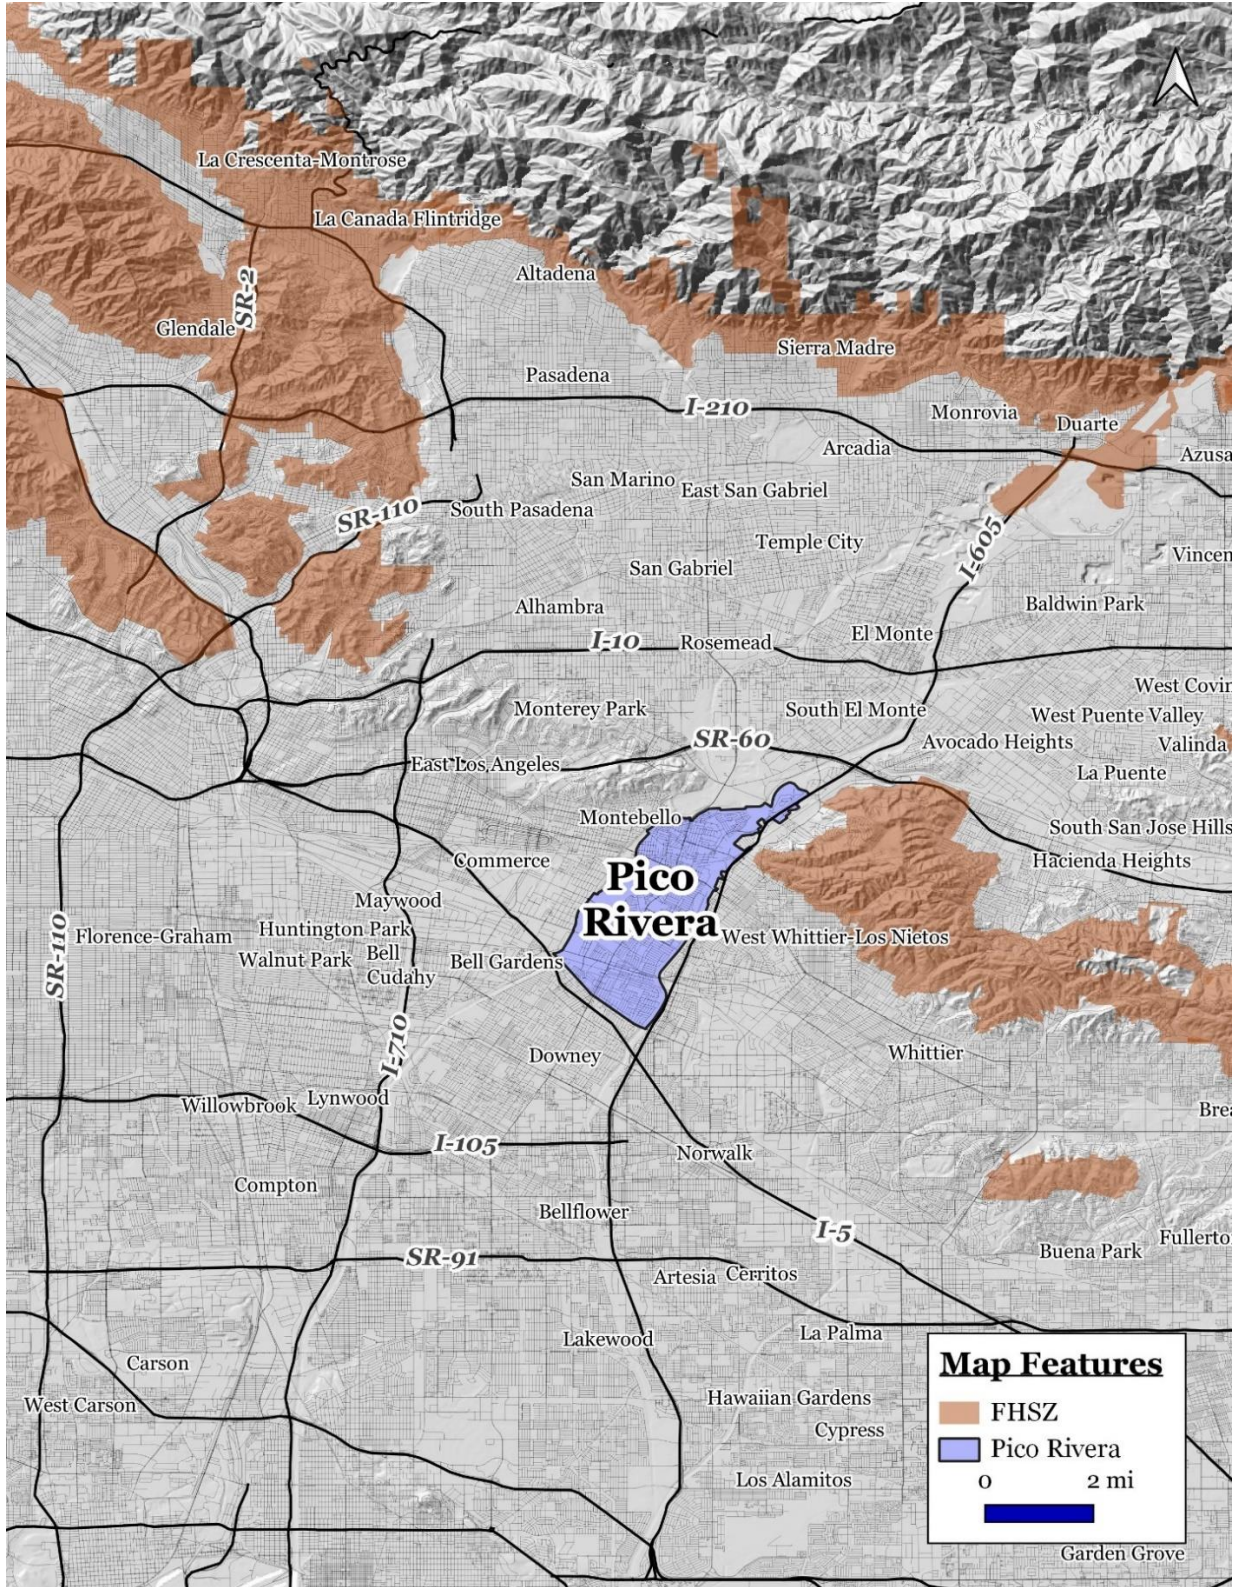 La Crescenta-Montrose
La Canada Flintridge
SR-2
Altadena
Glendale
Sierra Madre
Pasadena
I-210
Monrovia
Duarte
Arcadia
Azusa
San Marino
East San Gabriel
SR-110
South Pasadena
I-605
Temple City
Vincen
San Gabriel
Alhambra
Baldwin Park
I-10
Rosemead
El Monte
West Covin
Monterey Park
South El Monte
West Puente Valley
SR-60
Avocado Heights
Valinda
East Los Angeles
La Puente
Montebello
South San Jose Hills
Commerce
Hacienda Heights
Pico
Rivera
Maywood
SR-110
Florence-Graham
Huntington Park
West Whittier-Los Nietos
Walnut Park
Bell
Bell Gardens
Cudahy
I-710
Downey
Whittier
Willowbrook
Lynwood
Brea
I-105
Norwalk
Compton
Bellflower
I-5
Buena Park
Fullerto
SR-91
Artesia
Cerritos
Lakewood
La Palma
Carson
West Carson
Hawaiian Gardens
Cypress
Los Alamitos
Map Features
FHSZ
Pico Rivera
0 2 mi
Garden Grove